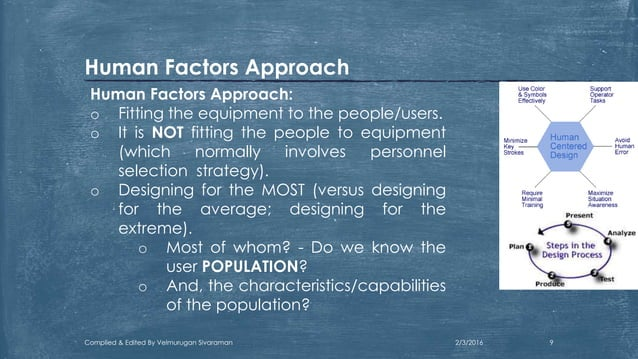 Human Factors Approach
Human Factors Approach:
o Fitting the equipment to the people/users.
o It is NOT fitting the people to equipment
(which normally involves personnel
selection strategy).
o Designing for the MOST (versus designing
for the average; designing for the
extreme).
o Most of whom? - Do we know the
user POPULATION?
o And, the characteristics/capabilities
of the population?
Use Color
& Symbols
Effectively
Support
Operator
Tasks
Minimize
Key
Strokes
Human
Centered
Design
Avoid
Human
Error
Require
Minimal
Training
Maximize
Situation
Awareness
Present
Analyze
Plan
Steps in the
Design Process
Test
Produce
Complied & Edited By Velmurugan Sivaraman
2/3/2016
9